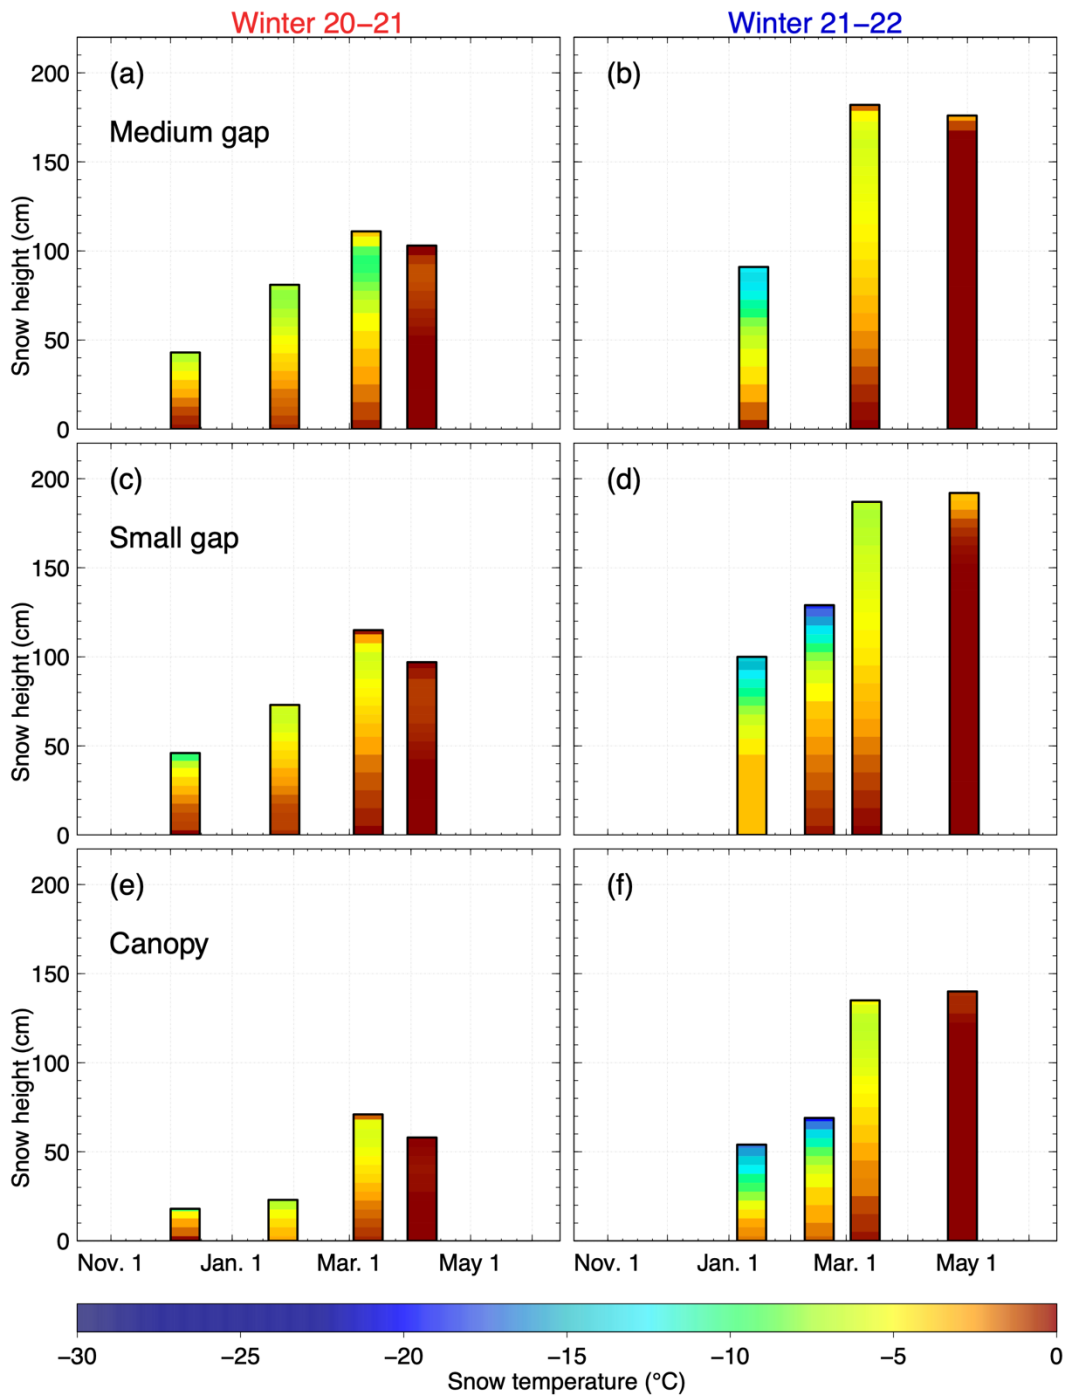 Winter 20−21
Winter 21−22
(a)
Medium gap
(b)
200
150
100
50
0
Snow height (cm)
(c)
Small gap
(d)
200
150
100
50
0
Snow height (cm)
(e)
Canopy
(f)
200
150
100
50
0
Snow height (cm)
Nov. 1 Jan. 1 Mar. 1 May 1
Nov. 1 Jan. 1 Mar. 1 May 1
−30 −25 −20 −15 −10 −5 0
Snow temperature (°C)